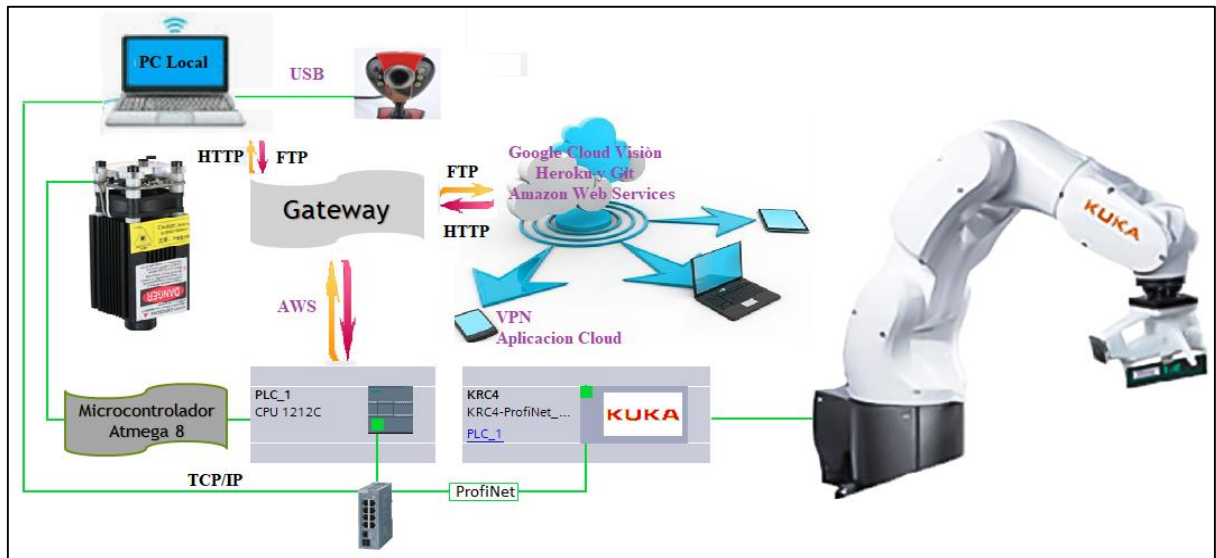 PC Local
USB
HTTP
FTP
Gateway
FTP
HTTP
Google Cloud Visiòn
Heroku y Git
Amazon Web Services
VPN
Aplicacion Cloud
AWS
DANGER
Microcontrolador
Atmega 8
PLC_1
CPU 1212C
KRC4
KRC4-ProfiNet_...
PLC_1
KUKA
KUKA
TCP/IP
ProfiNet